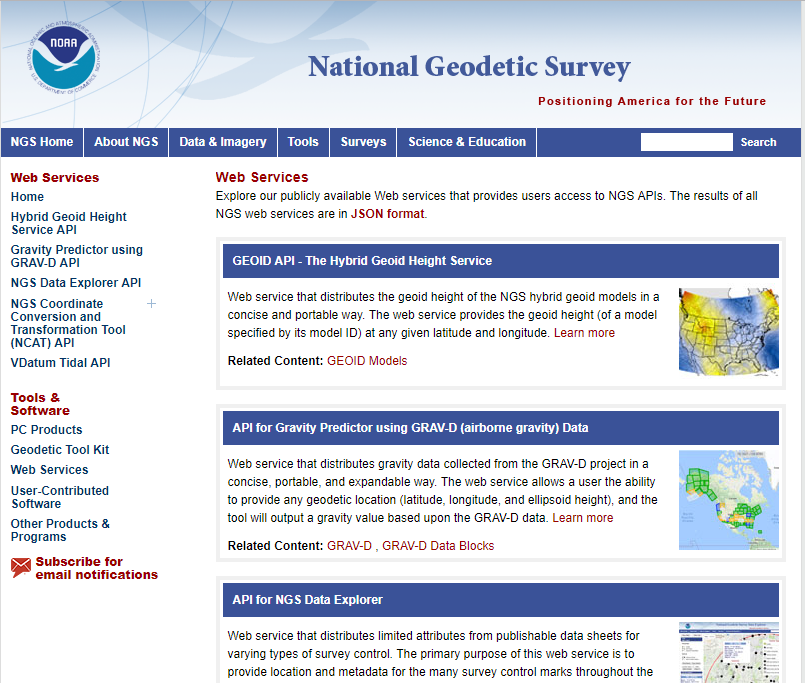 NOAA
NATIONAL OCEANIC AND ATMOSPHERIC ADMINISTRATION
U.S. DEPARTMENT OF COMMERCE
National Geodetic Survey
Positioning America for the Future
NGS Home
About NGS
Data & Imagery
Tools
Surveys
Science & Education
Search
Web Services
Home
Hybrid Geoid Height
Service API
Gravity Predictor using
GRAV-D API
NGS Data Explorer API
NGS Coordinate
Conversion and
Transformation Tool
(NCAT) API
VDatum Tidal API
Tools &
Software
PC Products
Geodetic Tool Kit
Web Services
User-Contributed
Software
Other Products &
Programs
Subscribe for
email notifications
Web Services
Explore our publicly available Web services that provides users access to NGS APIs. The results of all
NGS web services are in JSON format.
GEOID API - The Hybrid Geoid Height Service
Web service that distributes the geoid height of the NGS hybrid geoid models in a
concise and portable way. The web service provides the geoid height (of a model
specified by its model ID) at any given latitude and longitude. Learn more
Related Content: GEOID Models
API for Gravity Predictor using GRAV-D (airborne gravity) Data
Web service that distributes gravity data collected from the GRAV-D project in a
concise, portable, and expandable way. The web service allows a user the ability
to provide any geodetic location (latitude, longitude, and ellipsoid height), and the
tool will output a gravity value based upon the GRAV-D data. Learn more
Related Content: GRAV-D , GRAV-D Data Blocks
API for NGS Data Explorer
Web service that distributes limited attributes from publishable data sheets for
varying types of survey control. The primary purpose of this web service is to
provide location and metadata for the many survey control marks throughout the